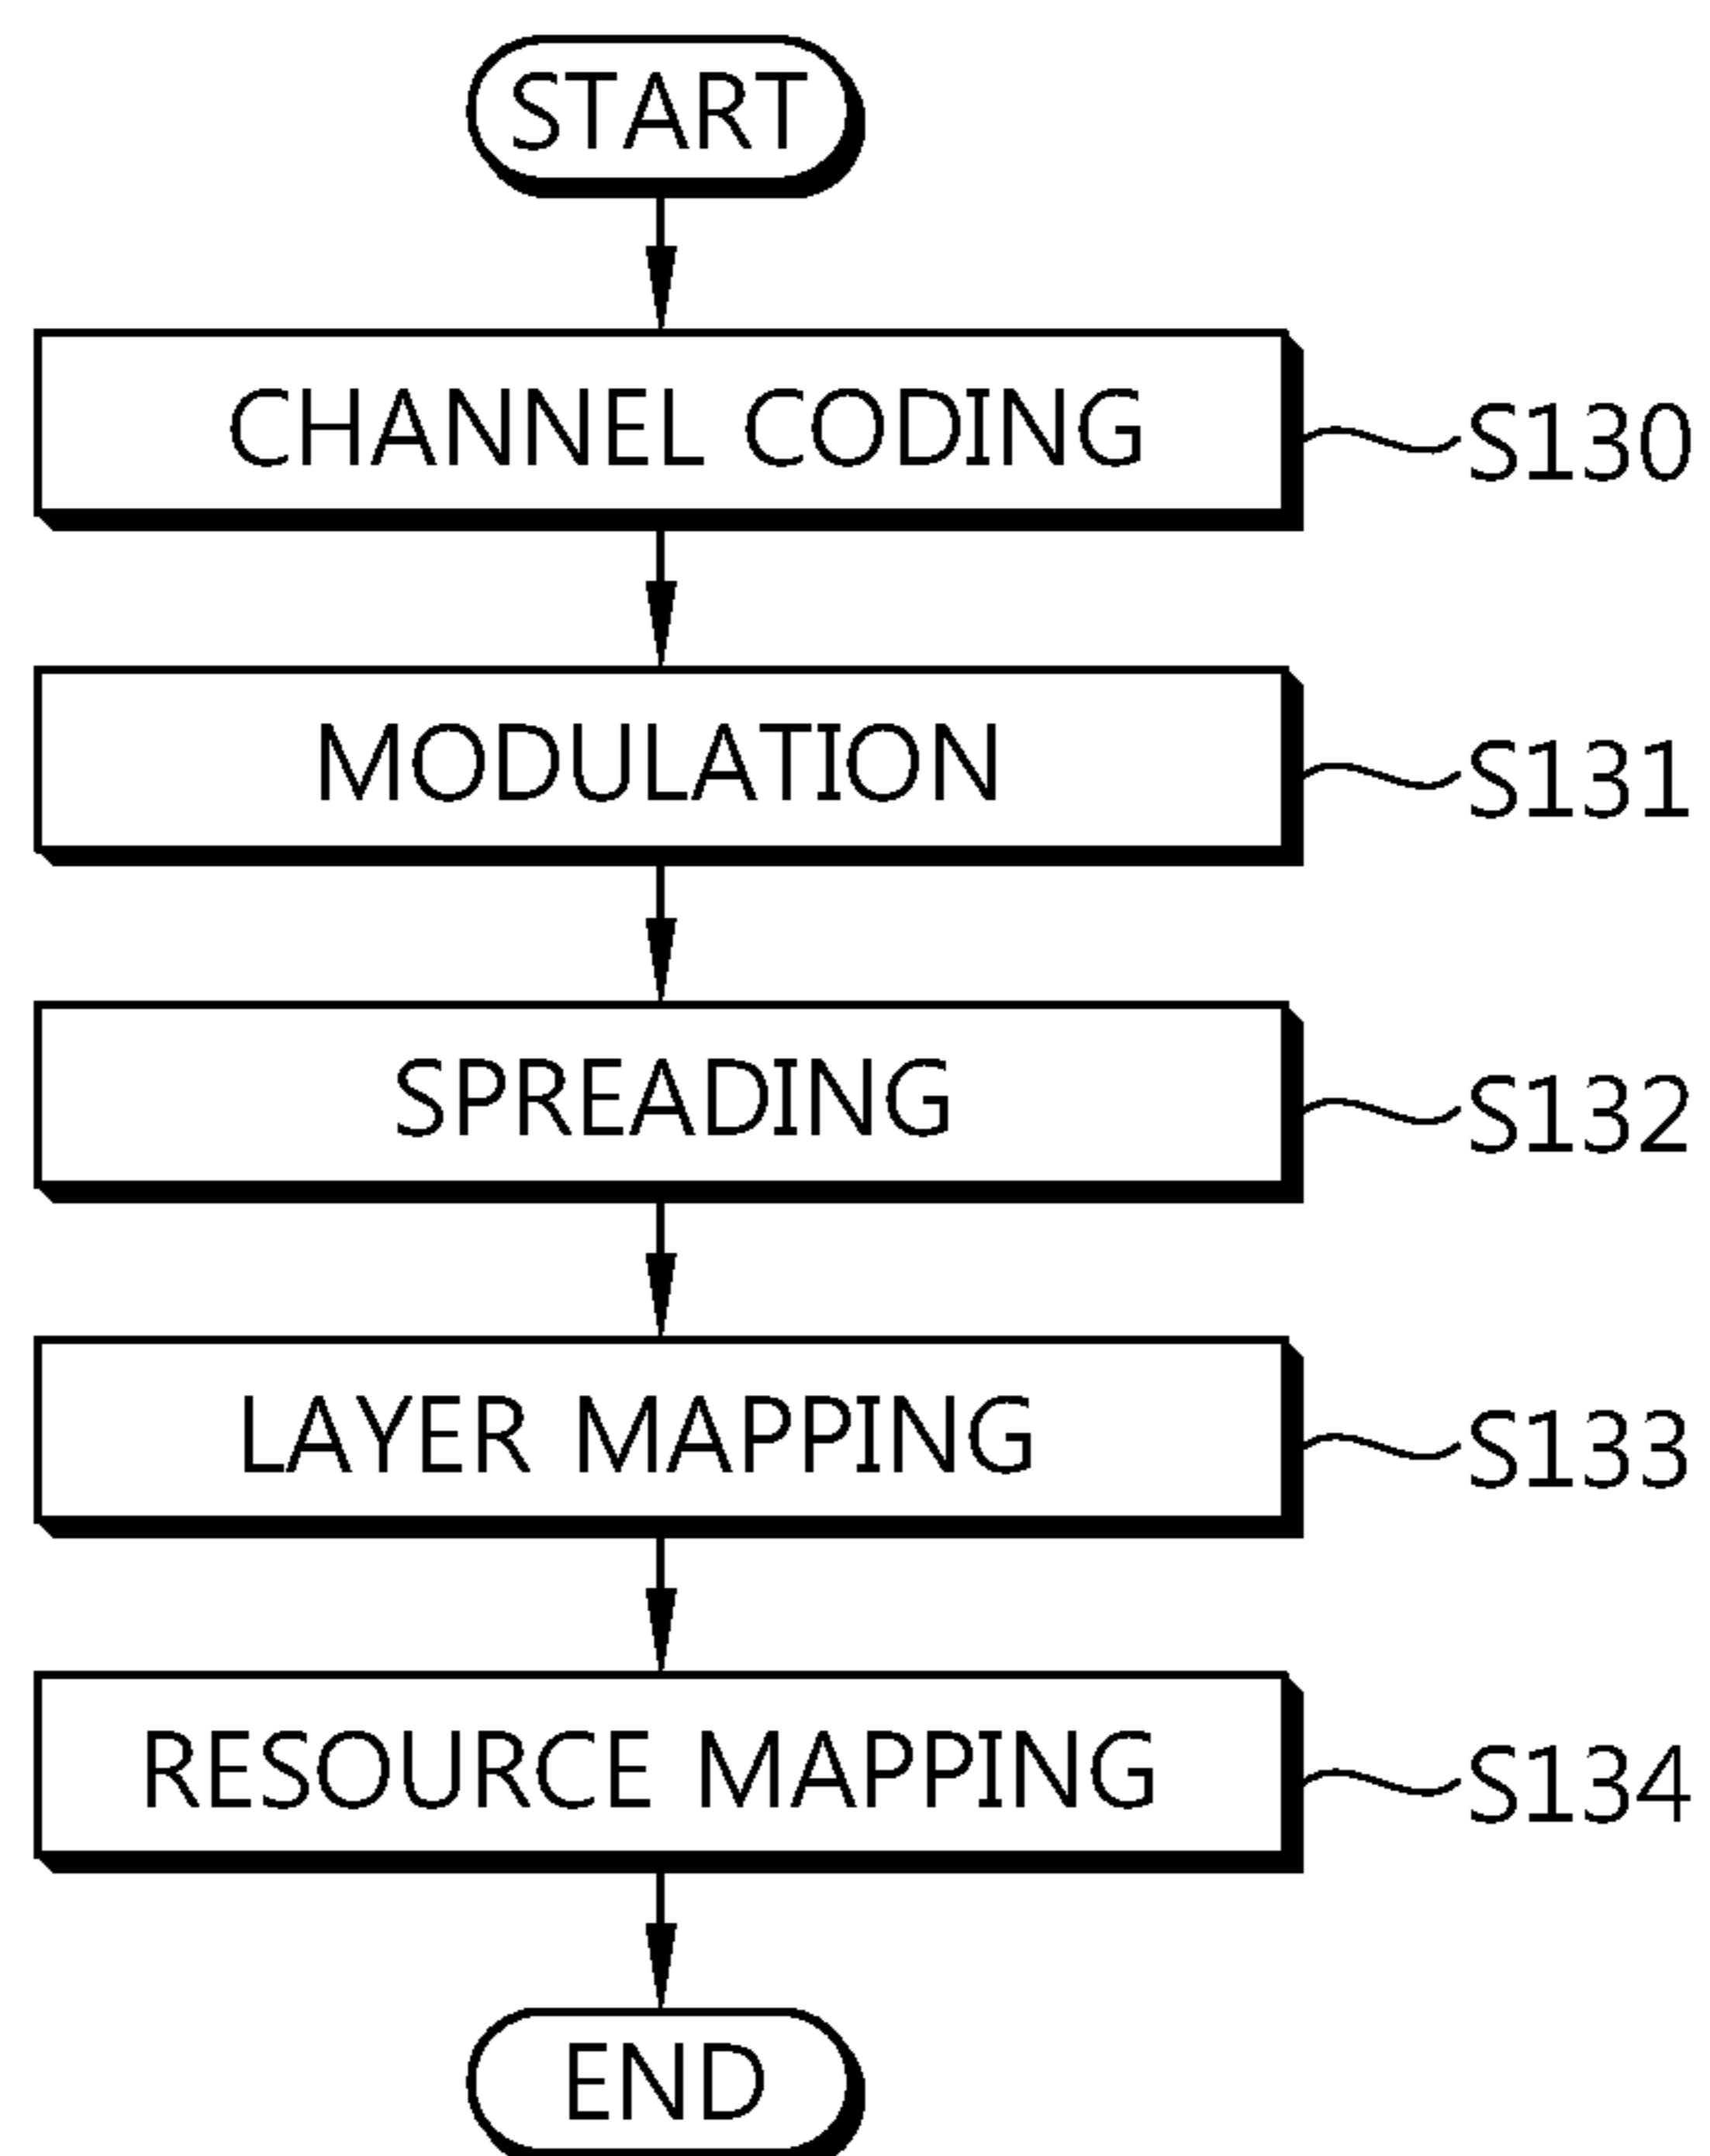 START
CHANNEL CODING
S130
MODULATION
S131
SPREADING
S132
LAYER MAPPING
S133
RESOURCE MAPPING
S134
END